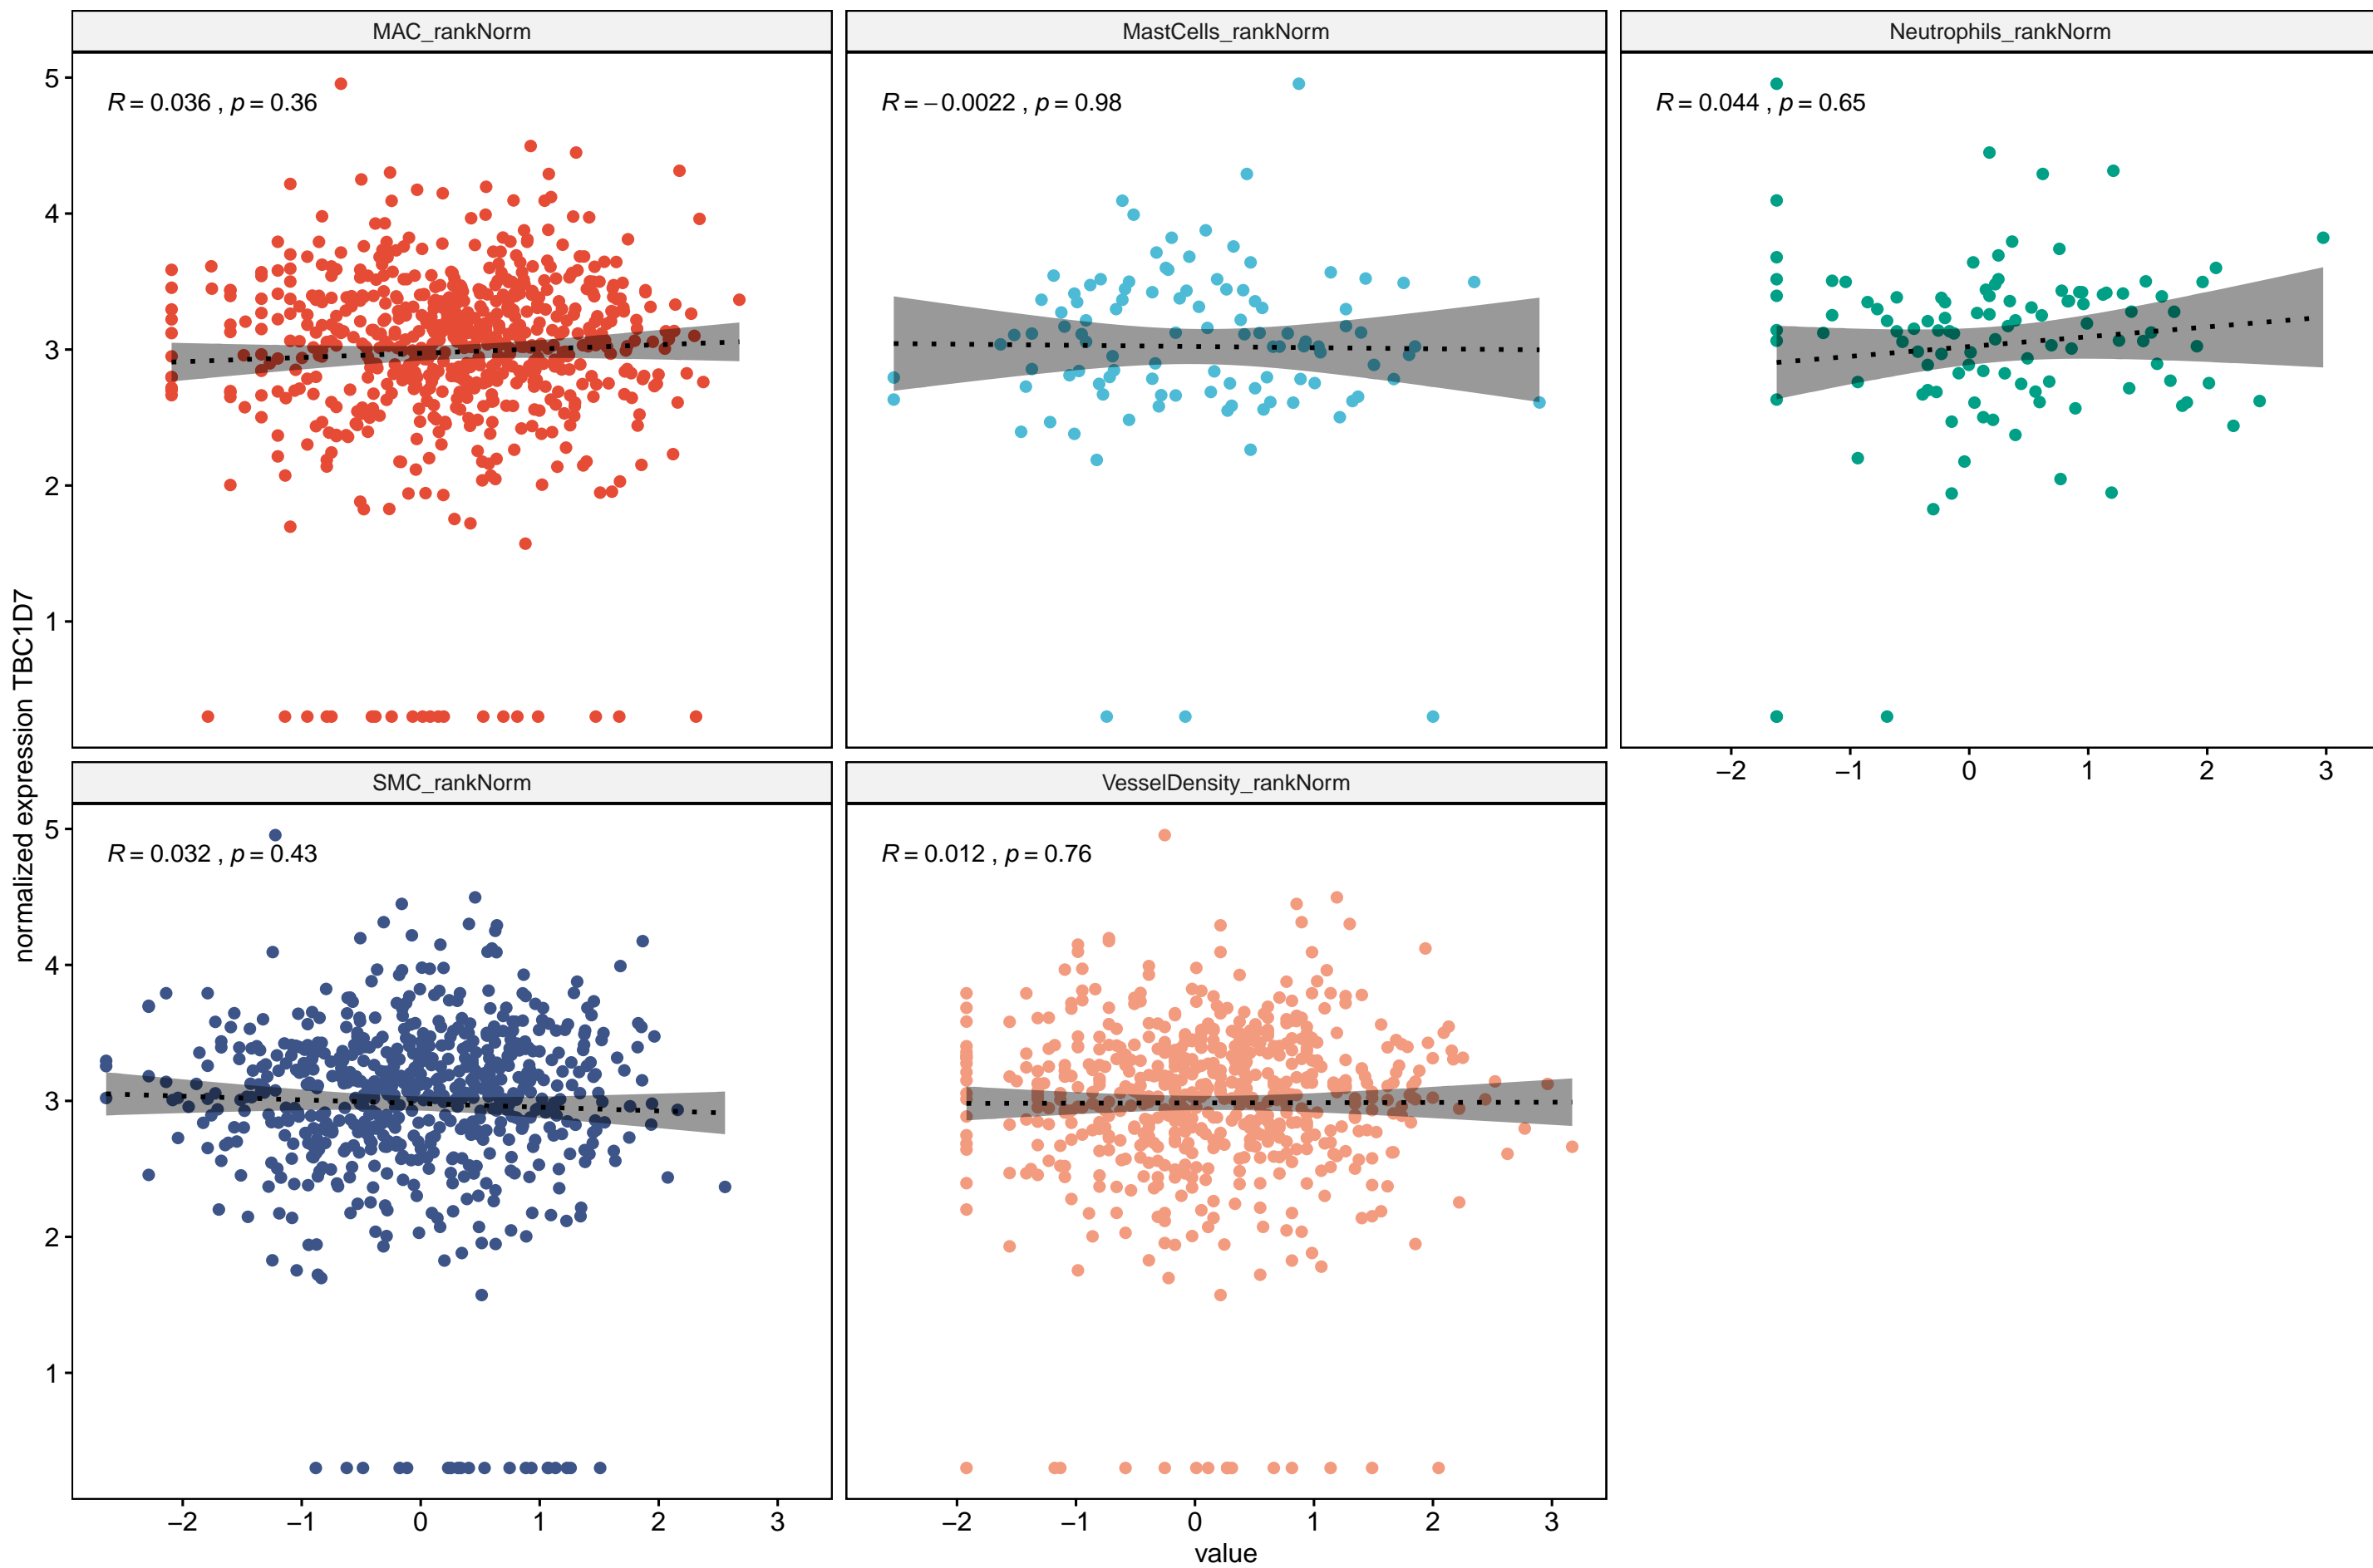 MAC_rankNorm
MastCells_rankNorm
Neutrophils_rankNorm
R = 0.036 , p = 0.36
R = −0.0022 , p = 0.98
R = 0.044 , p = 0.65
5
4
3
2
1
−2 −1 0 1 2 3
normalized expression TBC1D7
SMC_rankNorm
VesselDensity_rankNorm
R = 0.032 , p = 0.43
R = 0.012 , p = 0.76
5
4
3
2
1
−2 −1 0 1 2 3
−2 −1 0 1 2 3
value